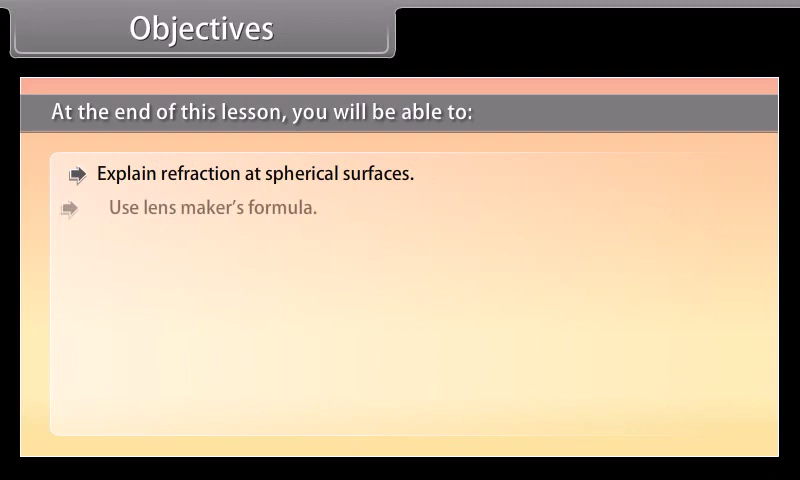 Objectives
At the end of this lesson, you will be able to:
Explain refraction at spherical surfaces.
Use lens maker's formula.